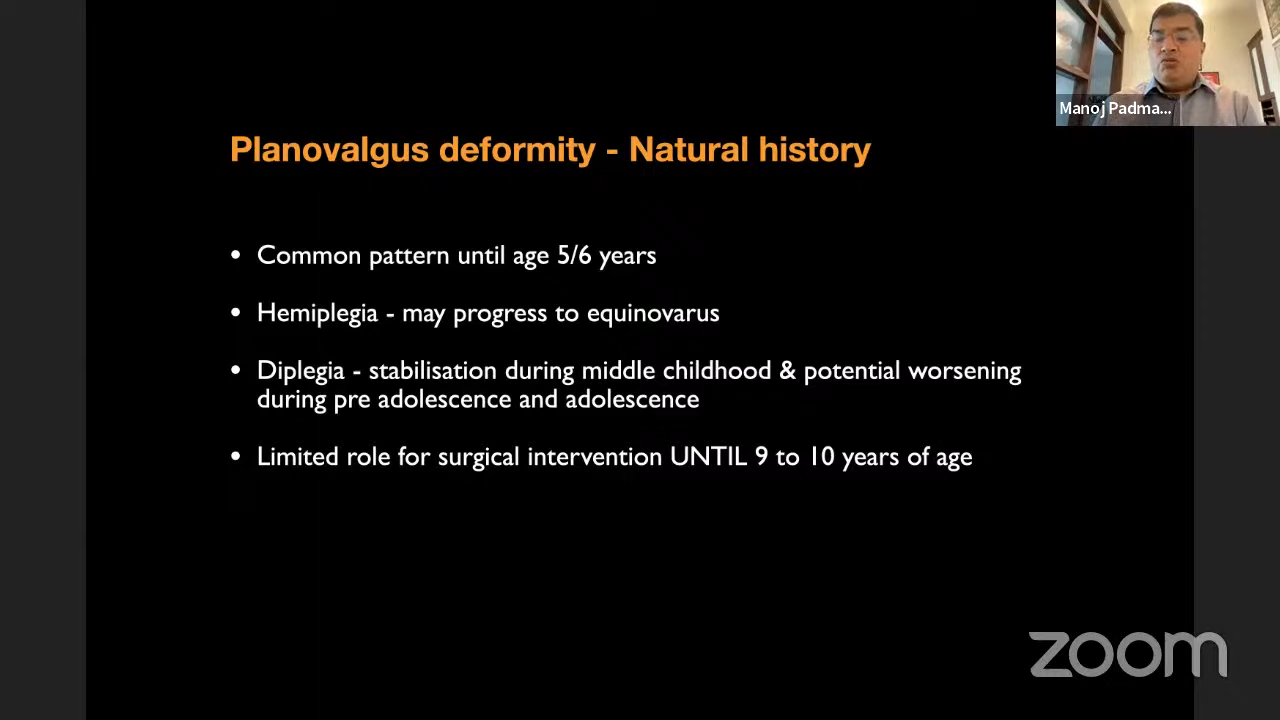 Manoj Padma...
Planovalgus deformity - Natural history
• Common pattern until age 5/6 years
• Hemiplegia - may progress to equinovarus
• Diplegia - stabilisation during middle childhood & potential worsening
during pre adolescence and adolescence
• Limited role for surgical intervention UNTIL 9 to 10 years of age
zoom